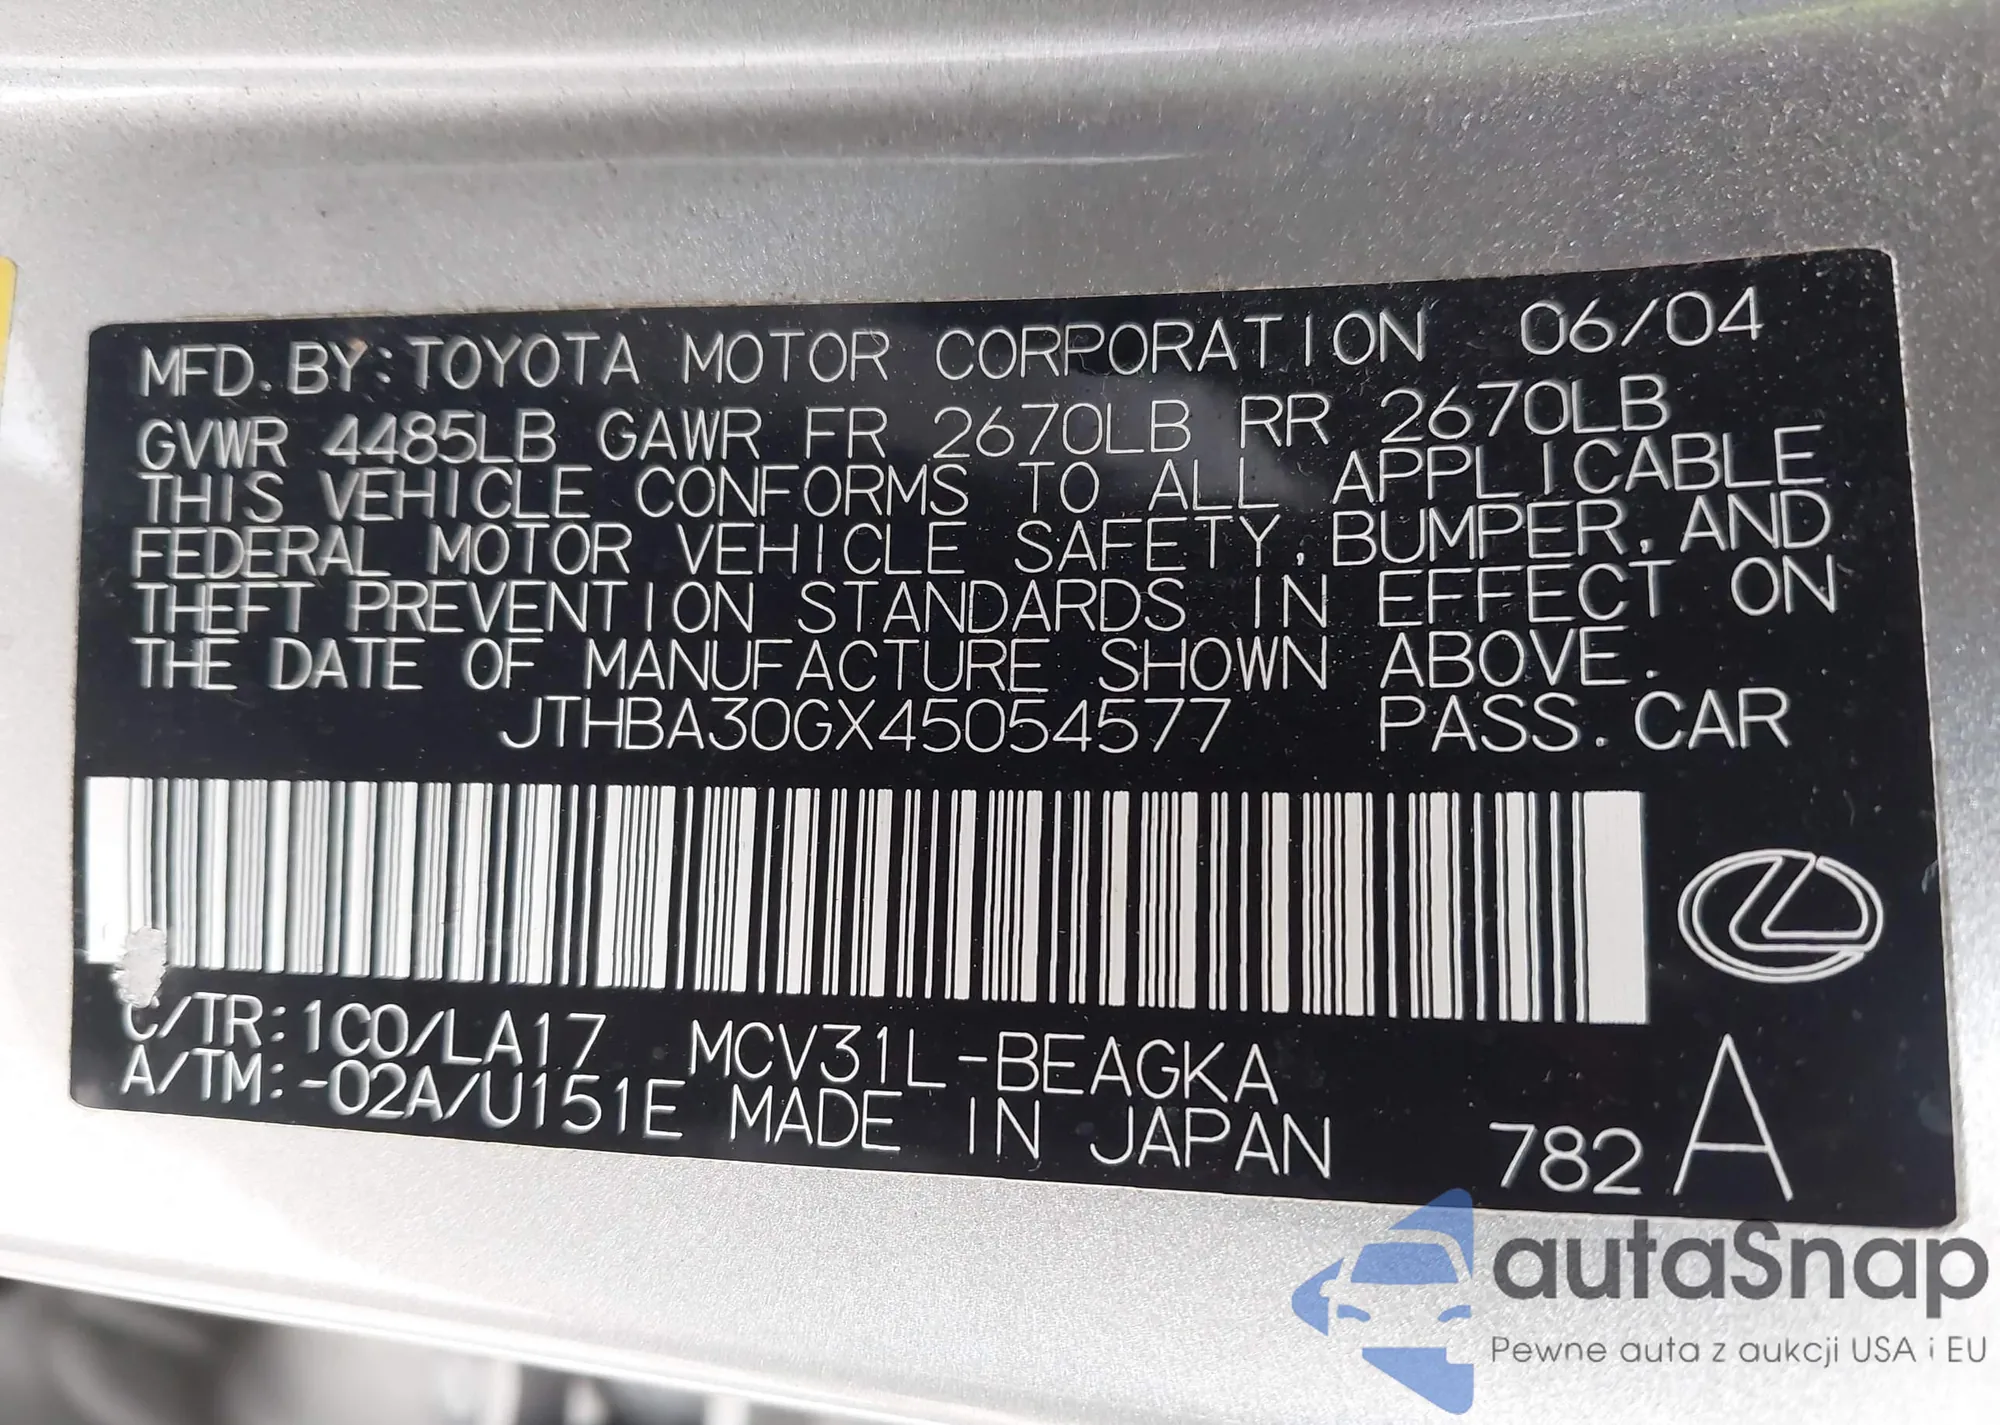 MFD. BY: TOYOTA MOTOR CORPORATION 06/04
GVWR 4485LB GAWR FR 2670LB RR 2670LB
THIS VEHICLE CONFORMS TO ALL APPLICABLE
FEDERAL MOTOR VEHICLE SAFETY, BUMPER, AND
THEFT PREVENTION STANDARDS IN EFFECT ON
THE DATE OF MANUFACTURE SHOWN ABOVE.
JTHBA30GX45054577 PASS. CAR
C/TR: 1C0/LA17 MCV31L-BEAGKA
A/TM: -02A/U151E MADE IN JAPAN 782 A
autaSnap
Pewne auta z aukcji USA i EU